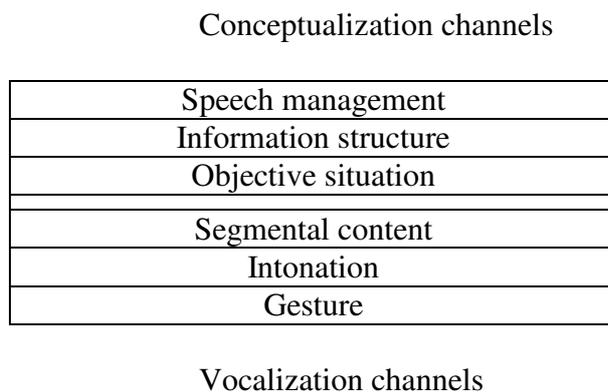 Conceptualization channels
Speech management
Information structure
Objective situation
Segmental content
Intonation
Gesture
Vocalization channels